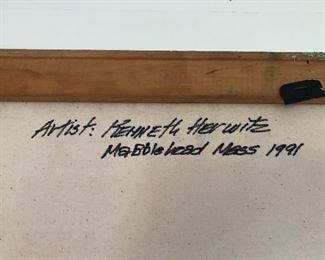 Artist: Kenneth Herwitz
Marblehead Mass 1991